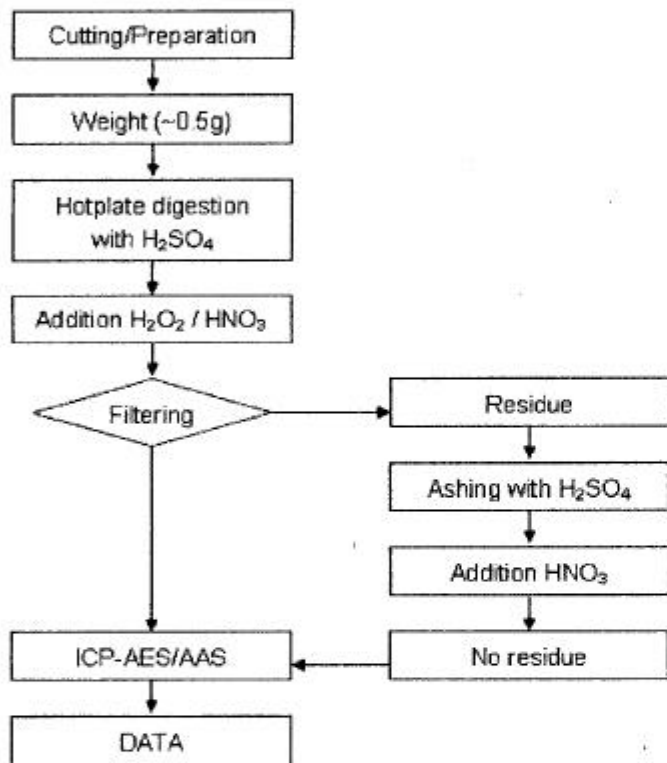 Cutting/Preparation
Weight (~0.5g)
Hotplate digestion
with H₂SO₄
Addition H₂O₂ / HNO₃
Filtering
Residue
Ashing with H₂SO₄
Addition HNO₃
ICP-AES/AAS
No residue
DATA